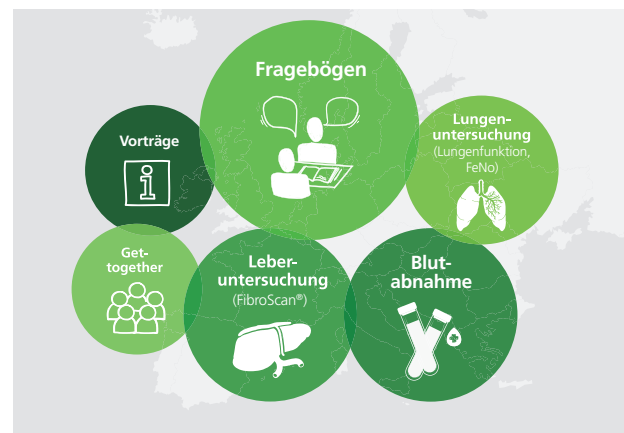 Fragebögen
Vorträge
Lungen-
untersuchung
(Lungenfunktion,
FeNo)
Get-
together
Leber-
untersuchung
(FibroScan®)
Blut-
abnahme